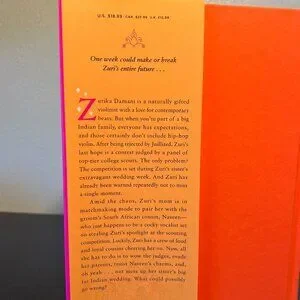 U.S. $18.99 CAN. $25.99 U.K. £12.99
One week could make or break
Zuri's entire future . . .
Zurika Damani is a naturally gifted
violinist with a love for contemporary
beats. But when you're part of a big
Indian family, everyone has expectations,
and those certainly don't include hip-hop
violin. After being rejected by Juilliard, Zuri's
last hope is a contest judged by a panel of
top-tier college scouts. The only problem?
The competition is set during Zuri's sister's
extravagant wedding week. And Zuri has
already been warned repeatedly not to miss
a single moment.
Amid the chaos, Zuri's mom is in
matchmaking mode to pair her with the
groom's South African cousin, Naveen—
who just happens to be a cocky vocalist set
on stealing Zuri's spotlight at the scouting
competition. Luckily, Zuri has a crew of loud
and loyal cousins cheering her on. Now, all
she has to do is to wow the judges, evade
her parents, resist Naveen's charms, and,
oh yeah . . . not mess up her sister's big
fat Indian wedding. What could possibly
go wrong?